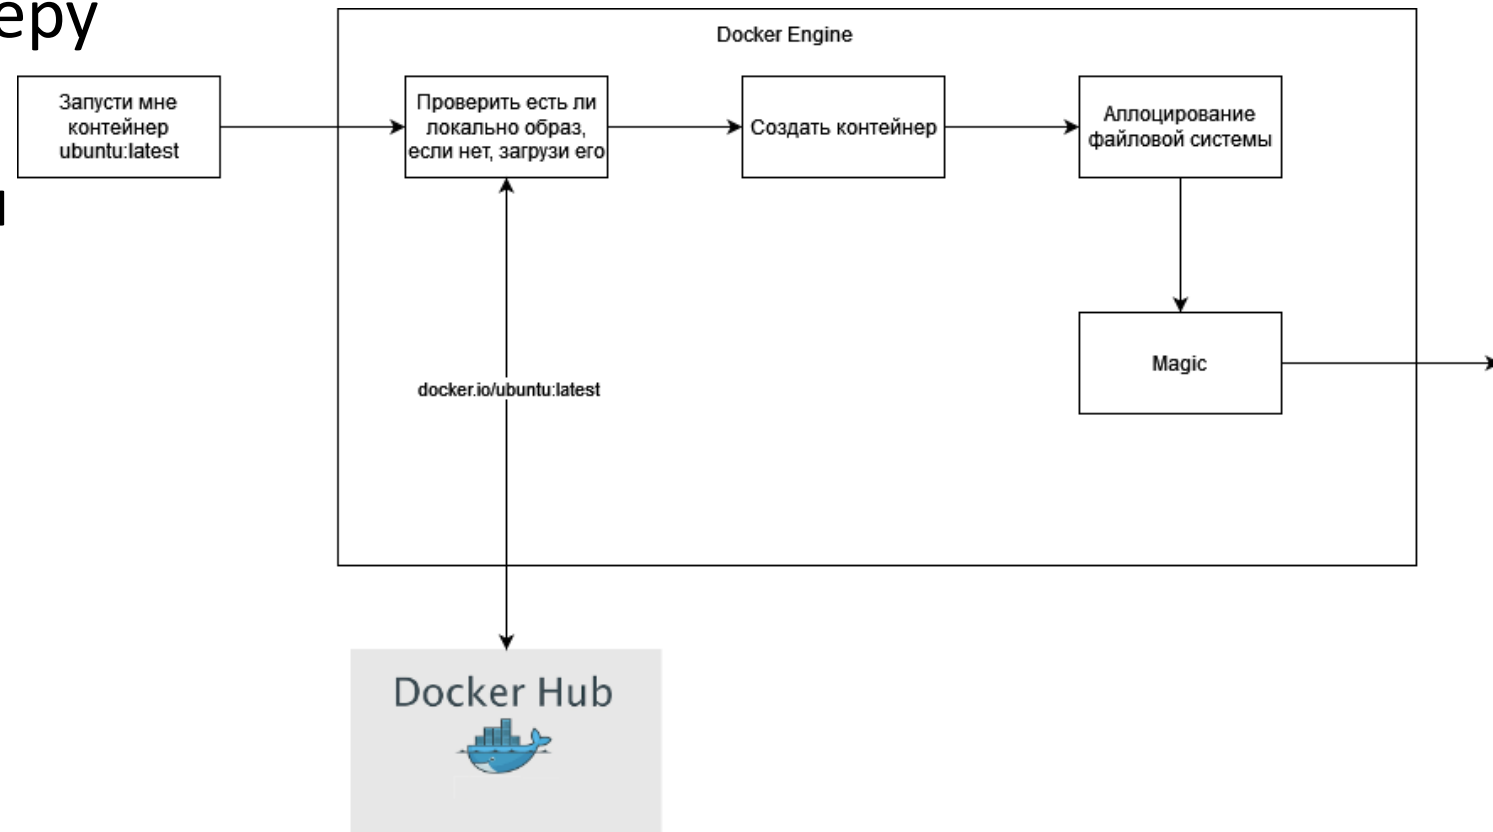 еру
Docker Engine
Запусти мне
контейнер
ubuntu:latest
Проверить есть ли
локально образ,
если нет, загрузи его
Создать контейнер
Аллоцирование
файловой системы
Magic
docker.io/ubuntu:latest
Docker Hub